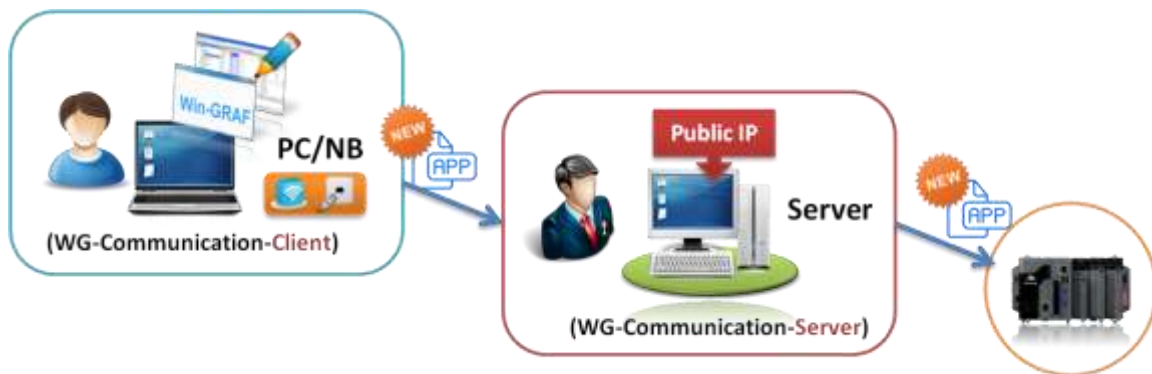 Win-GRAF
PC/NB
(WG-Communication-Client)
NEW
APP
Public IP
Server
(WG-Communication-Server)
NEW
APP